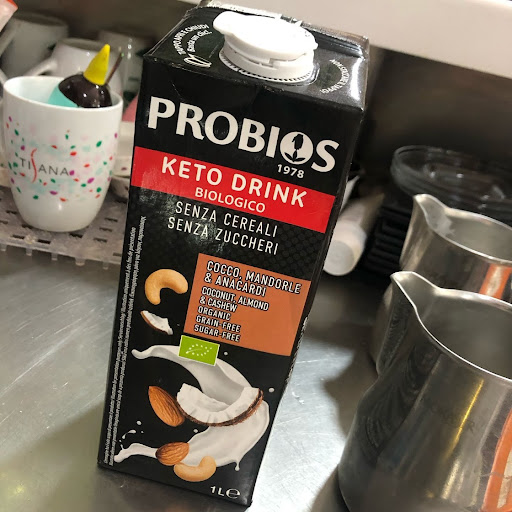 PROBIOS
1978
KETO DRINK
BIOLOGICO
SENZA CEREALI
SENZA ZUCCHERI
COCCO, MANDORLE
& ANACARDI
COCONUT, ALMOND
& CASHEW
ORGANIC
GRAIN-FREE
SUGAR-FREE
1L℮
TISANA